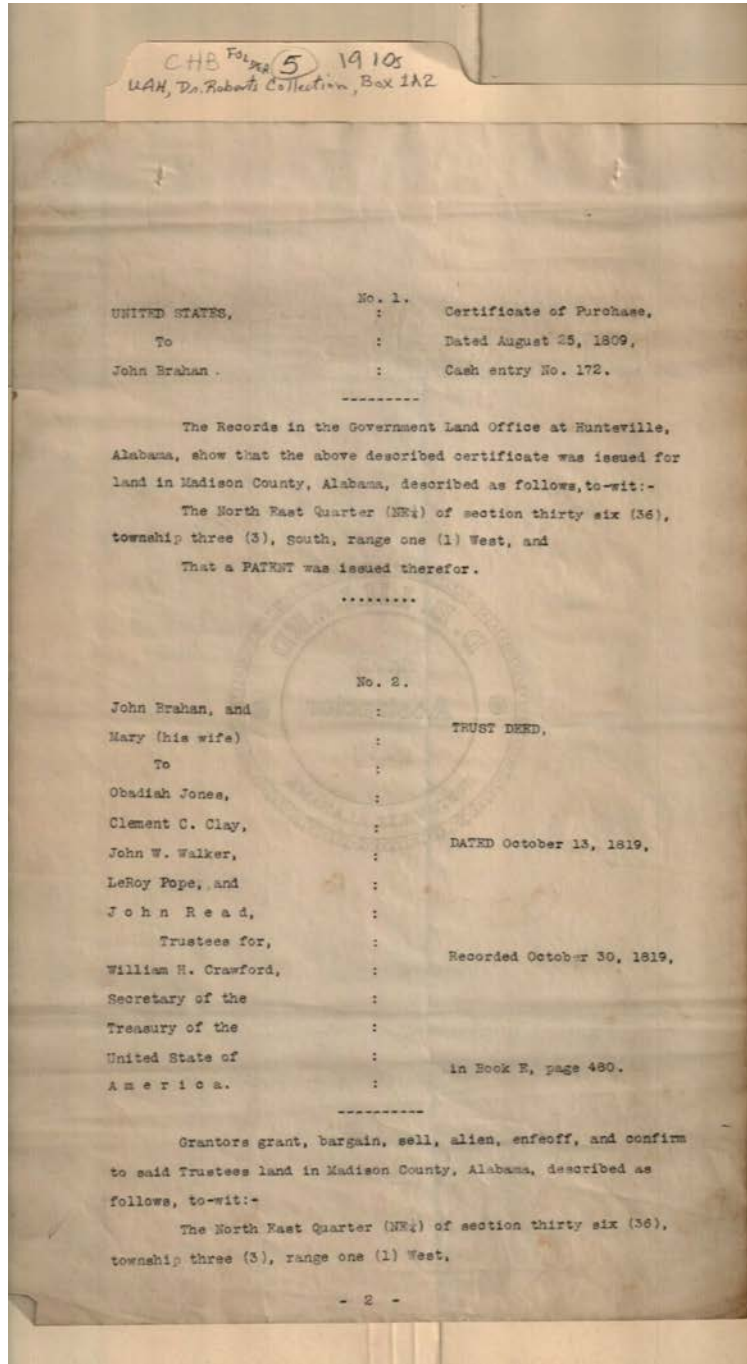 CHB FOLDER 5 1910s
UAH, Dr. Roberts Collection, Box 1A2
No. 1.
UNITED STATES, : Certificate of Purchase,
To : Dated August 25, 1809,
John Brahan . : Cash entry No. 172.
---------
The Records in the Government Land Office at Huntsville,
Alabama, show that the above described certificate was issued for
land in Madison County, Alabama, described as follows,to-wit:-
The North East Quarter (NE¼) of section thirty six (36),
township three (3), South, range one (1) West, and
That a PATENT was issued therefor.
.........
No. 2.
John Brahan, and :
Mary (his wife) : TRUST DEED,
To :
Obadiah Jones, :
Clement C. Clay, :
John W. Walker, : DATED October 13, 1819,
LeRoy Pope, and :
J o h n R e a d, :
Trustees for, :
William H. Crawford, : Recorded October 30, 1819,
Secretary of the :
Treasury of the :
United State of : in Book E, page 480.
A m e r i c a. :
----------
Grantors grant, bargain, sell, alien, enfeoff, and confirm
to said Trustees land in Madison County, Alabama, described as
follows, to-wit:-
The North East Quarter (NE¼) of section thirty six (36),
township three (3), range one (1) West,
- 2 -